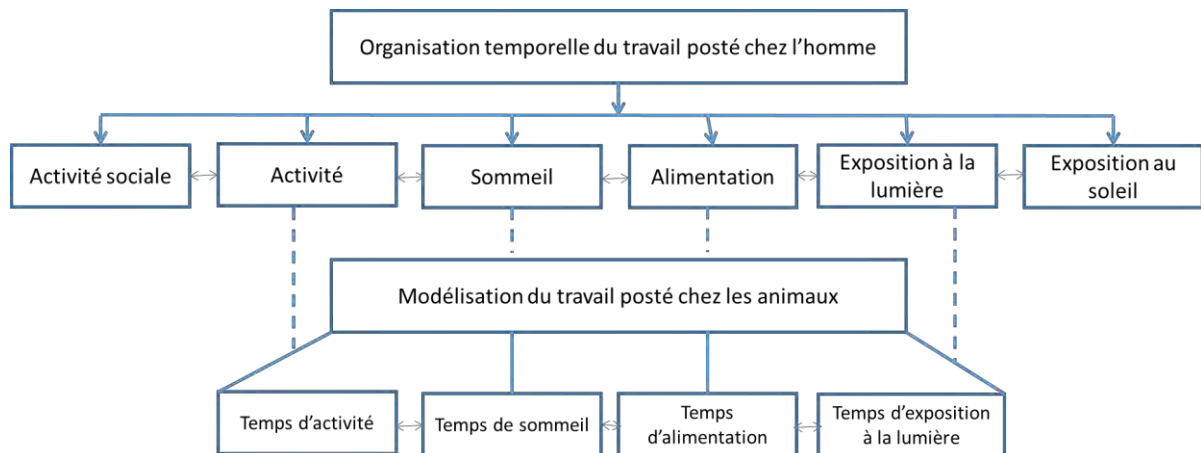 Organisation temporelle du travail posté chez l’homme
Activité sociale
Activité
Sommeil
Alimentation
Exposition à la
lumière
Exposition au
soleil
Modélisation du travail posté chez les animaux
Temps d’activité
Temps de sommeil
Temps
d’alimentation
Temps d’exposition
à la lumière